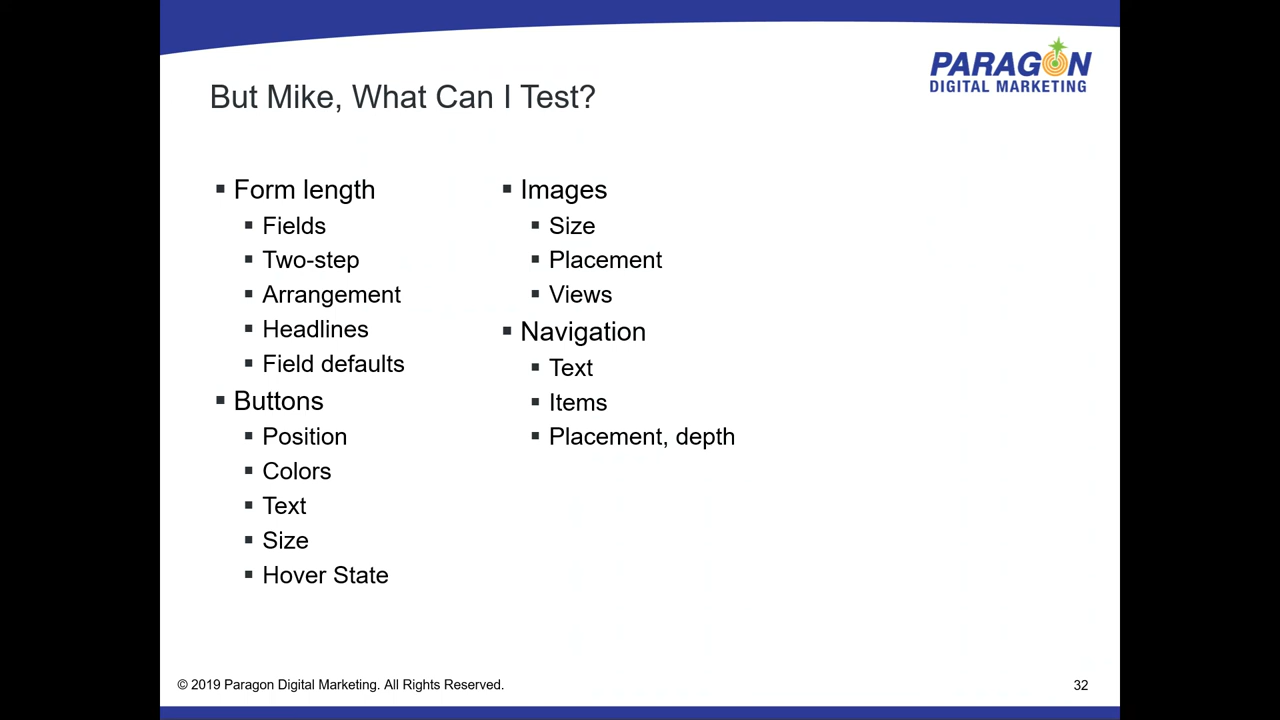 PARAGON
DIGITAL MARKETING
But Mike, What Can I Test?
▪ Form length
▪ Fields
▪ Two-step
▪ Arrangement
▪ Headlines
▪ Field defaults
▪ Buttons
▪ Position
▪ Colors
▪ Text
▪ Size
▪ Hover State
▪ Images
▪ Size
▪ Placement
▪ Views
▪ Navigation
▪ Text
▪ Items
▪ Placement, depth
© 2019 Paragon Digital Marketing. All Rights Reserved.
32